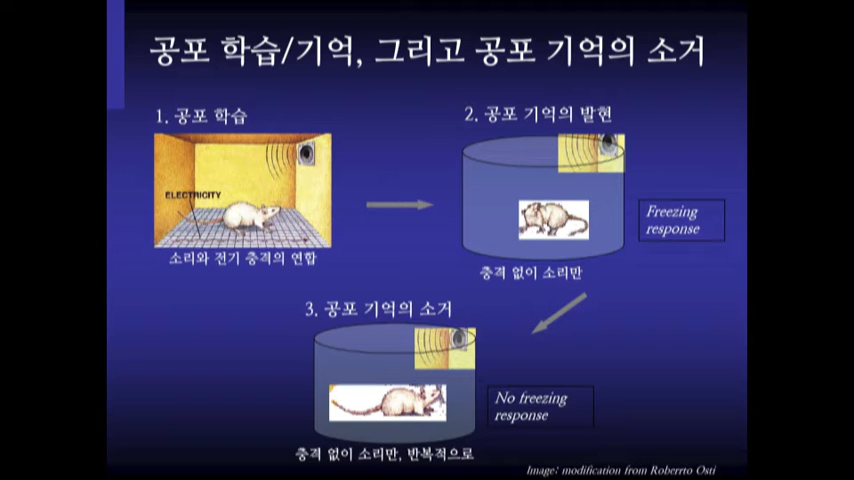 공포 학습/기억, 그리고 공포 기억의 소거
1. 공포 학습
ELECTRICITY
소리와 전기 충격의 연합
2. 공포 기억의 발현
Freezing
response
충격 없이 소리만
3. 공포 기억의 소거
No freezing
response
충격 없이 소리만, 반복적으로
Image: modification from Roberrto Osti